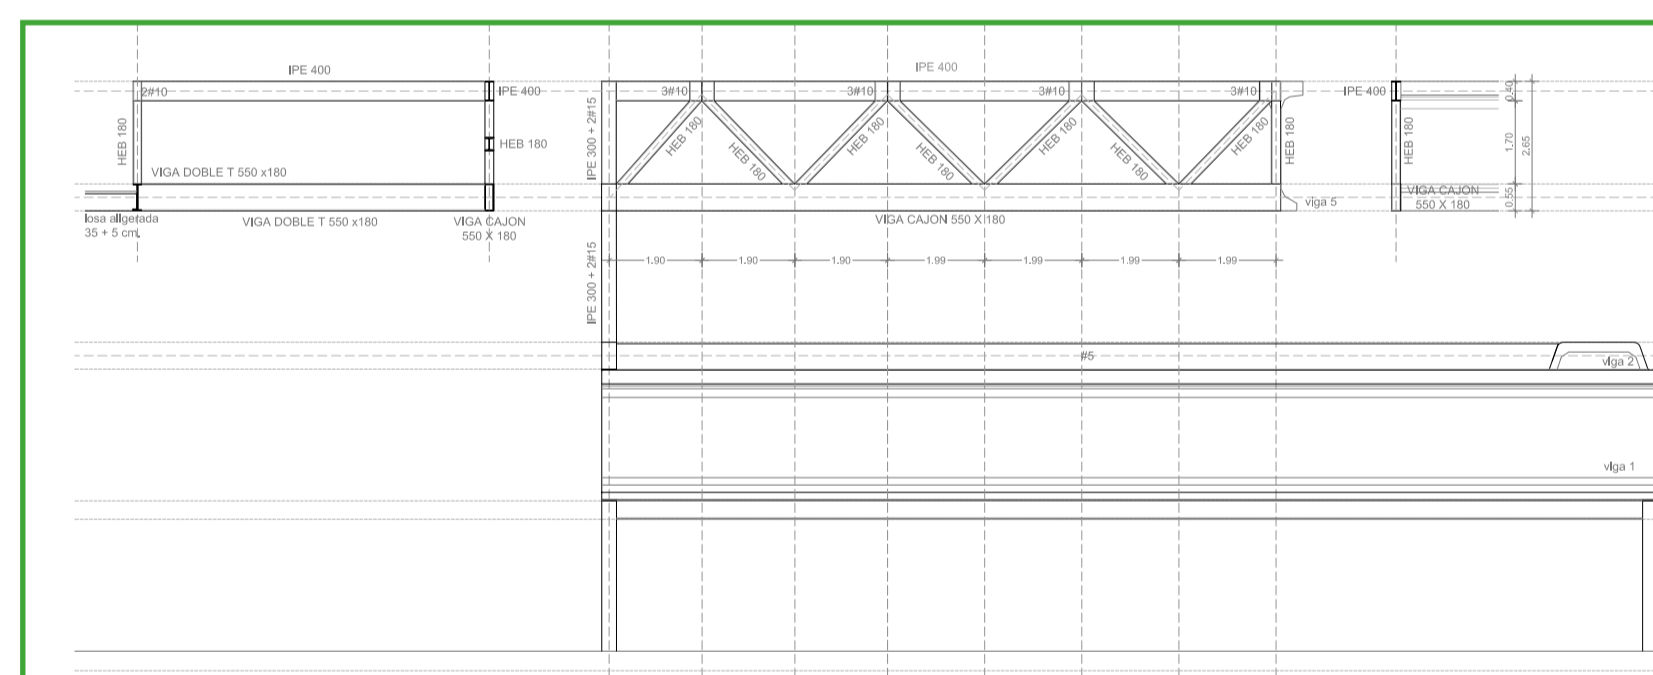 IPE 400
2#10
IPE 400
HEB 180
HEB 180
VIGA DOBLE T 550 x180
losa aligerada
35 + 5 cm.
VIGA DOBLE T 550 x180
VIGA CAJON
550 X 180
IPE 300 + 2#15
IPE 300 + 2#15
IPE 400
3#10
3#10
3#10
3#10
HEB 180
HEB 180
HEB 180
HEB 180
HEB 180
HEB 180
HEB 180
HEB 180
VIGA CAJON 550 X 180
viga 5
1.90
1.90
1.90
1.99
1.99
1.99
1.99
IPE 400
HEB 180
VIGA CAJON
550 X 180
0.40
1.70
0.55
2.65
#5
viga 2
viga 1